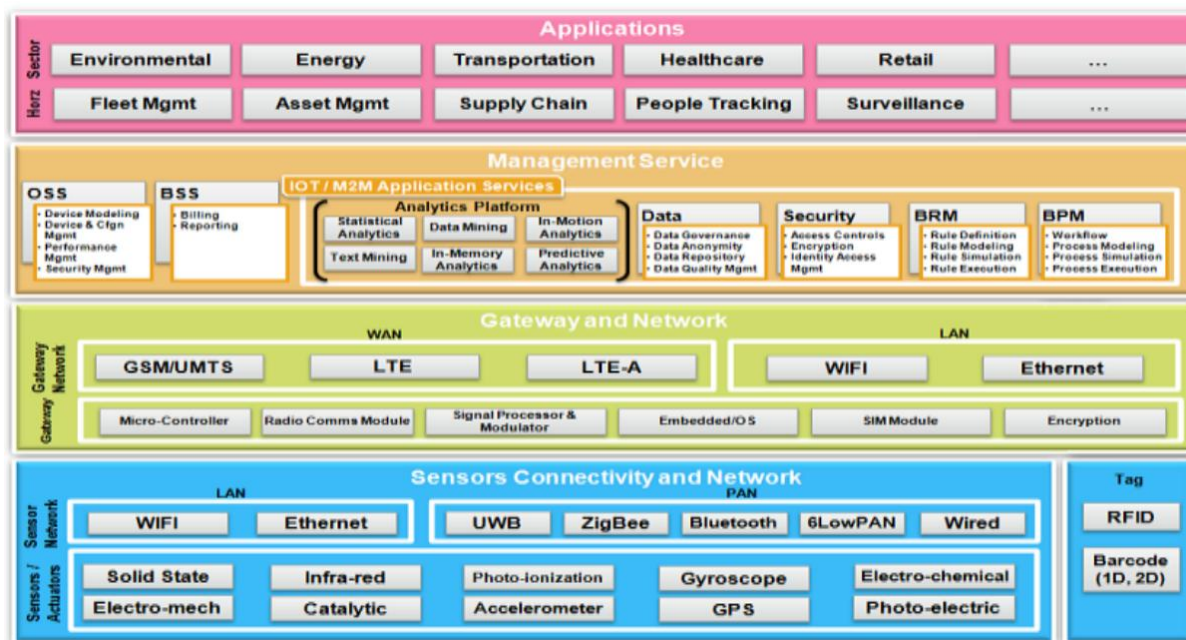 Applications
Sector
Environmental Energy Transportation Healthcare Retail ...
Horz
Fleet Mgmt Asset Mgmt Supply Chain People Tracking Surveillance ...
Management Service
IOT / M2M Application Services
OSS
• Device Modeling
• Device & Cfgn
Mgmt
• Performance
Mgmt
• Security Mgmt
BSS
• Billing
• Reporting
Analytics Platform
Statistical
Analytics
Data Mining
In-Motion
Analytics
Text Mining
In-Memory
Analytics
Predictive
Analytics
Data
• Data Governance
• Data Anonymity
• Data Repository
• Data Quality Mgmt
Security
• Access Controls
• Encryption
• Identity Access
Mgmt
BRM
• Rule Definition
• Rule Modeling
• Rule Simulation
• Rule Execution
BPM
• Workflow
• Process Modeling
• Process Simulation
• Process Execution
Gateway and Network
Gateway
Network
WAN
GSM/UMTS LTE LTE-A
LAN
WIFI Ethernet
Gateway
Micro-Controller
Radio Comms Module
Signal Processor &
Modulator
Embedded/OS
SIM Module
Encryption
Sensors Connectivity and Network
Sensor
Network
LAN
WIFI Ethernet
PAN
UWB ZigBee Bluetooth 6LowPAN Wired
Sensors /
Actuators
Solid State Infra-red Photo-ionization Gyroscope Electro-chemical
Electro-mech Catalytic Accelerometer GPS Photo-electric
Tag
RFID
Barcode
(1D, 2D)